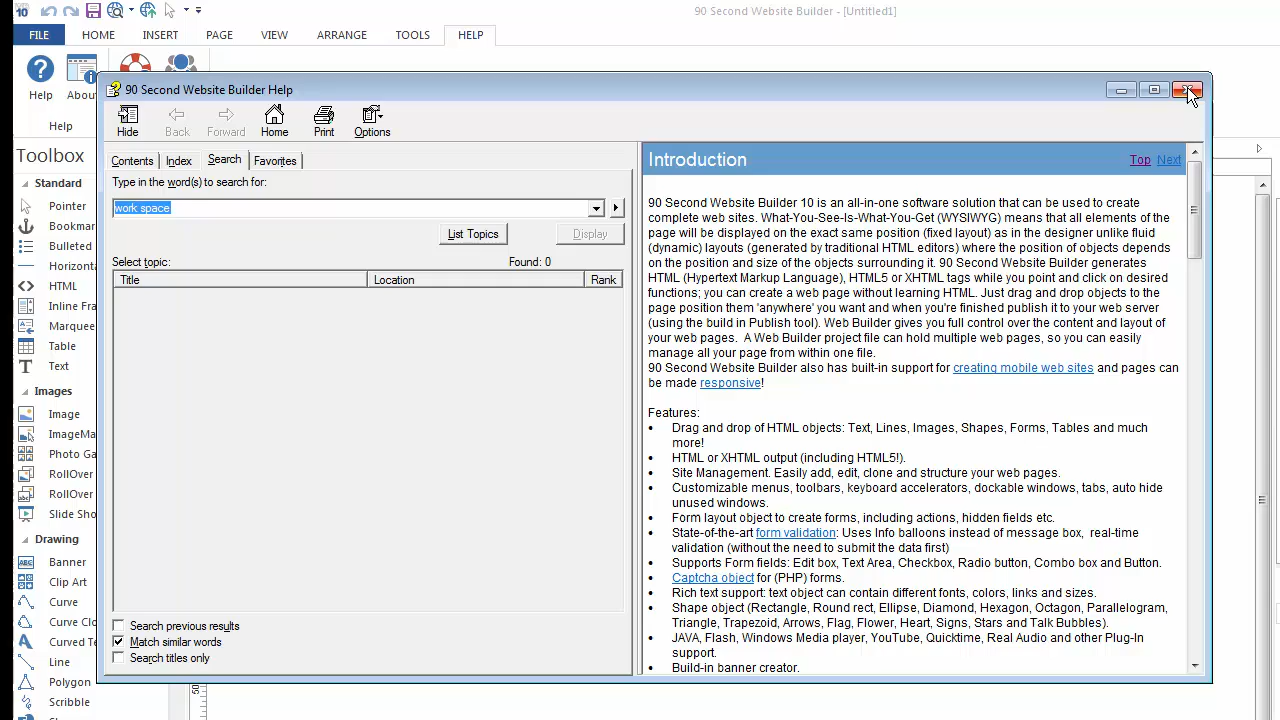 90 Second Website Builder - [Untitled1]
FILE HOME INSERT PAGE VIEW ARRANGE TOOLS HELP
Help
Help
Toolbox
Standard
Pointer
Bulleted
HTML
Inline
Marquee
Table
Text
Images
Image
Photo
RollOver
RollOver
Drawing
Banner
Clip Art
Curve
Curve
Curved
Line
Polygon
Scribble
90 Second Website Builder Help
Hide Back Forward Home Print Options
Contents Index Search Favorites
Type in the word(s) to search for:
work space
List Topics Display
Select topic: Found: 0
Title Location Rank
Search previous results
Match similar words
Search titles only
Introduction Top Next
90 Second Website Builder 10 is an all-in-one software solution that can be used to create
complete web sites. What-You-See-Is-What-You-Get (WYSIWYG) means that all elements of the
page will be displayed on the exact same position (fixed layout) as in the designer unlike fluid
(dynamic) layouts (generated by traditional HTML editors) where the position of objects depends
on the position and size of the objects surrounding it. 90 Second Website Builder generates
HTML (Hypertext Markup Language), HTML5 or XHTML tags while you point and click on desired
functions; you can create a web page without learning HTML. Just drag and drop objects to the
page position them 'anywhere' you want and when you're finished publish it to your web server
(using the build in Publish tool). Web Builder gives you full control over the content and layout of
your web pages. A Web Builder project file can hold multiple web pages, so you can easily
manage all your page from within one file.
90 Second Website Builder also has built-in support for creating mobile web sites and pages can
be made responsive!
Features:
• Drag and drop of HTML objects: Text, Lines, Images, Shapes, Forms, Tables and much
more!
• HTML or XHTML output (including HTML5!).
• Site Management. Easily add, edit, clone and structure your web pages.
• Customizable menus, toolbars, keyboard accelerators, dockable windows, tabs, auto hide
unused windows.
• Form layout object to create forms, including actions, hidden fields etc.
• State-of-the-art form validation: Uses Info balloons instead of message box, real-time
validation (without the need to submit the data first)
• Supports Form fields: Edit box, Text Area, Checkbox, Radio button, Combo box and Button.
• Captcha object for (PHP) forms.
• Rich text support: text object can contain different fonts, colors, links and sizes.
• Shape object (Rectangle, Round rect, Ellipse, Diamond, Hexagon, Octagon, Parallelogram,
Triangle, Trapezoid, Arrows, Flag, Flower, Heart, Signs, Stars and Talk Bubbles).
• JAVA, Flash, Windows Media player, YouTube, Quicktime, Real Audio and other Plug-In
support.
• Build-in banner creator.